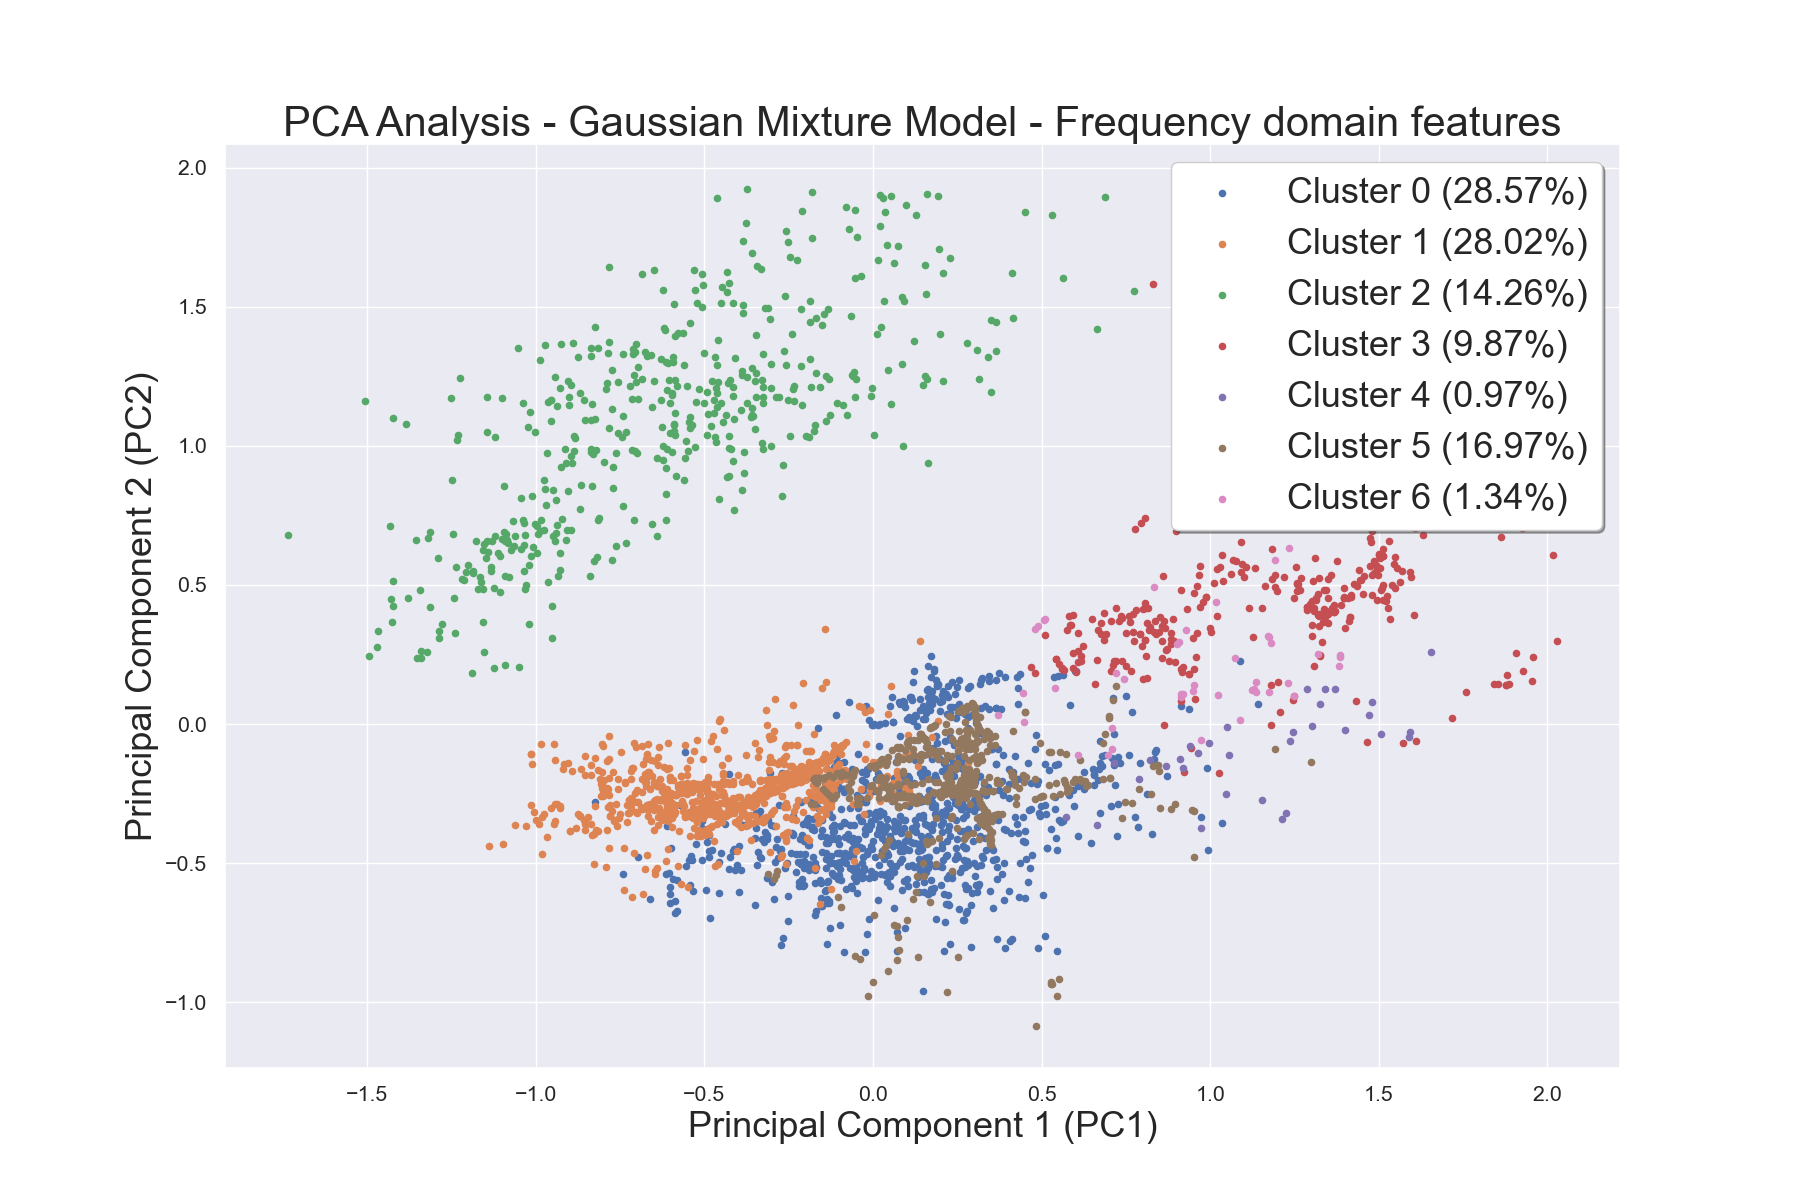 PCA Analysis - Gaussian Mixture Model - Frequency domain features
Cluster 0 (28.57%)
Cluster 1 (28.02%)
Cluster 2 (14.26%)
Cluster 3 (9.87%)
Cluster 4 (0.97%)
Cluster 5 (16.97%)
Cluster 6 (1.34%)
Principal Component 2 (PC2)
2.0
1.5
1.0
0.5
0.0
−0.5
−1.0
−1.5 −1.0 −0.5 0.0 0.5 1.0 1.5 2.0
Principal Component 1 (PC1)